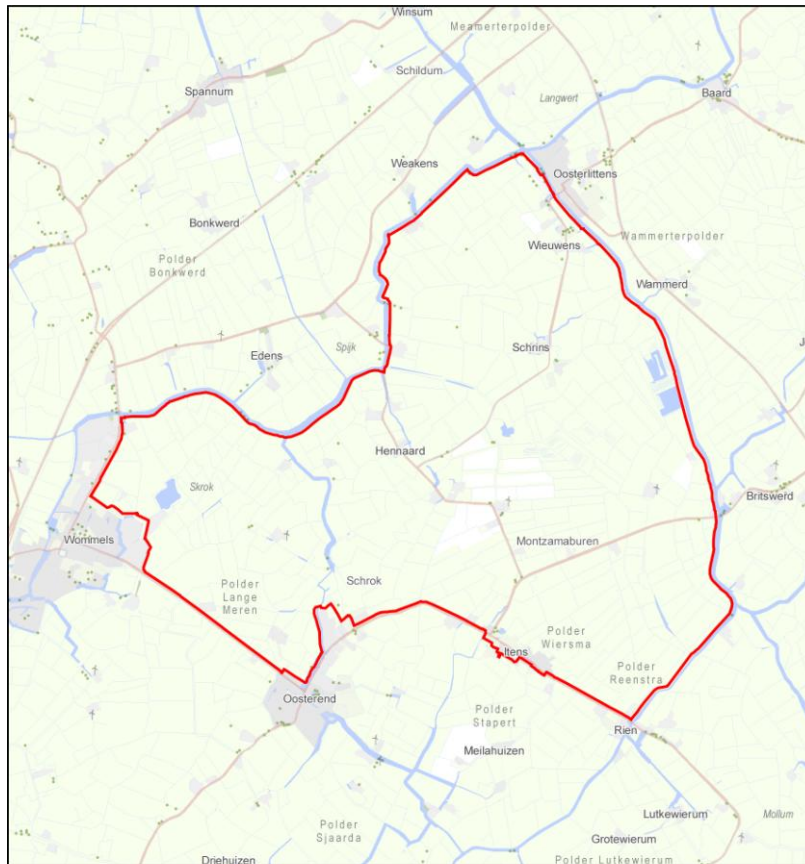 Winsum
Meamerterpolder
Schildum
Spannum
Langwert
Baard
Weakens
Oosterlittens
Bonkwerd
Wieuwens
Wammerterpolder
Polder
Bonkwerd
Wammerd
Spijk
Schrins
Edens
Hennaard
Skrok
Britswerd
Wommels
Montzamaburen
Schrok
Polder
Lange
Meren
Polder
Wiersma
Itens
Polder
Reenstra
Oosterend
Polder
Stapert
Rien
Meilahuizen
Lutkewierum
Mollum
Polder
Sjaarda
Grotewierum
Driehuizen
Polder Lutkewierum